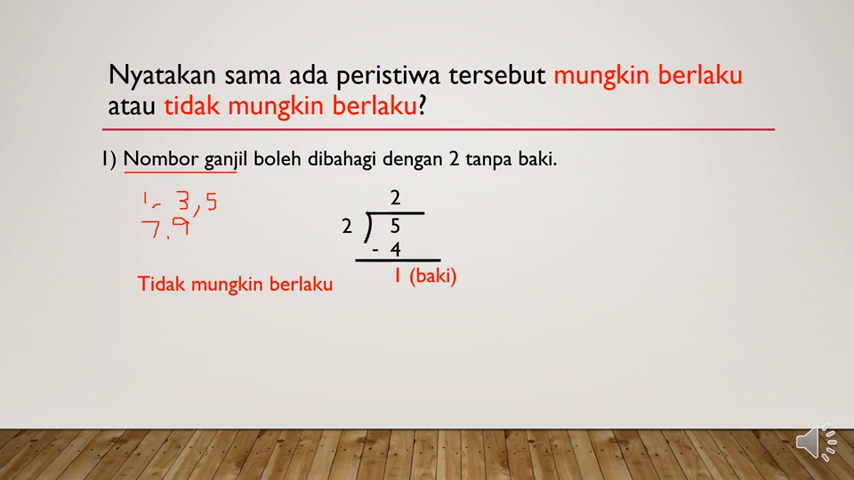 Nyatakan sama ada peristiwa tersebut mungkin berlaku
atau tidak mungkin berlaku?
1) Nombor ganjil boleh dibahagi dengan 2 tanpa baki.
1, 3, 5
7, 9
2
2 ) 5
- 4
1 (baki)
Tidak mungkin berlaku